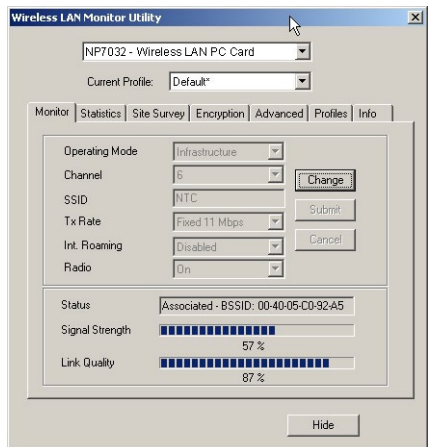 Wireless LAN Monitor Utility
NP7032 - Wireless LAN PC Card
Current Profile: Default*
Monitor Statistics Site Survey Encryption Advanced Profiles Info
Operating Mode Infrastructure
Channel 6
Change
SSID NTC
Submit
Tx Rate Fixed 11 Mbps
Int. Roaming Disabled
Cancel
Radio On
Status Associated - BSSID: 00-40-05-C0-92-A5
Signal Strength
57 %
Link Quality
87 %
Hide